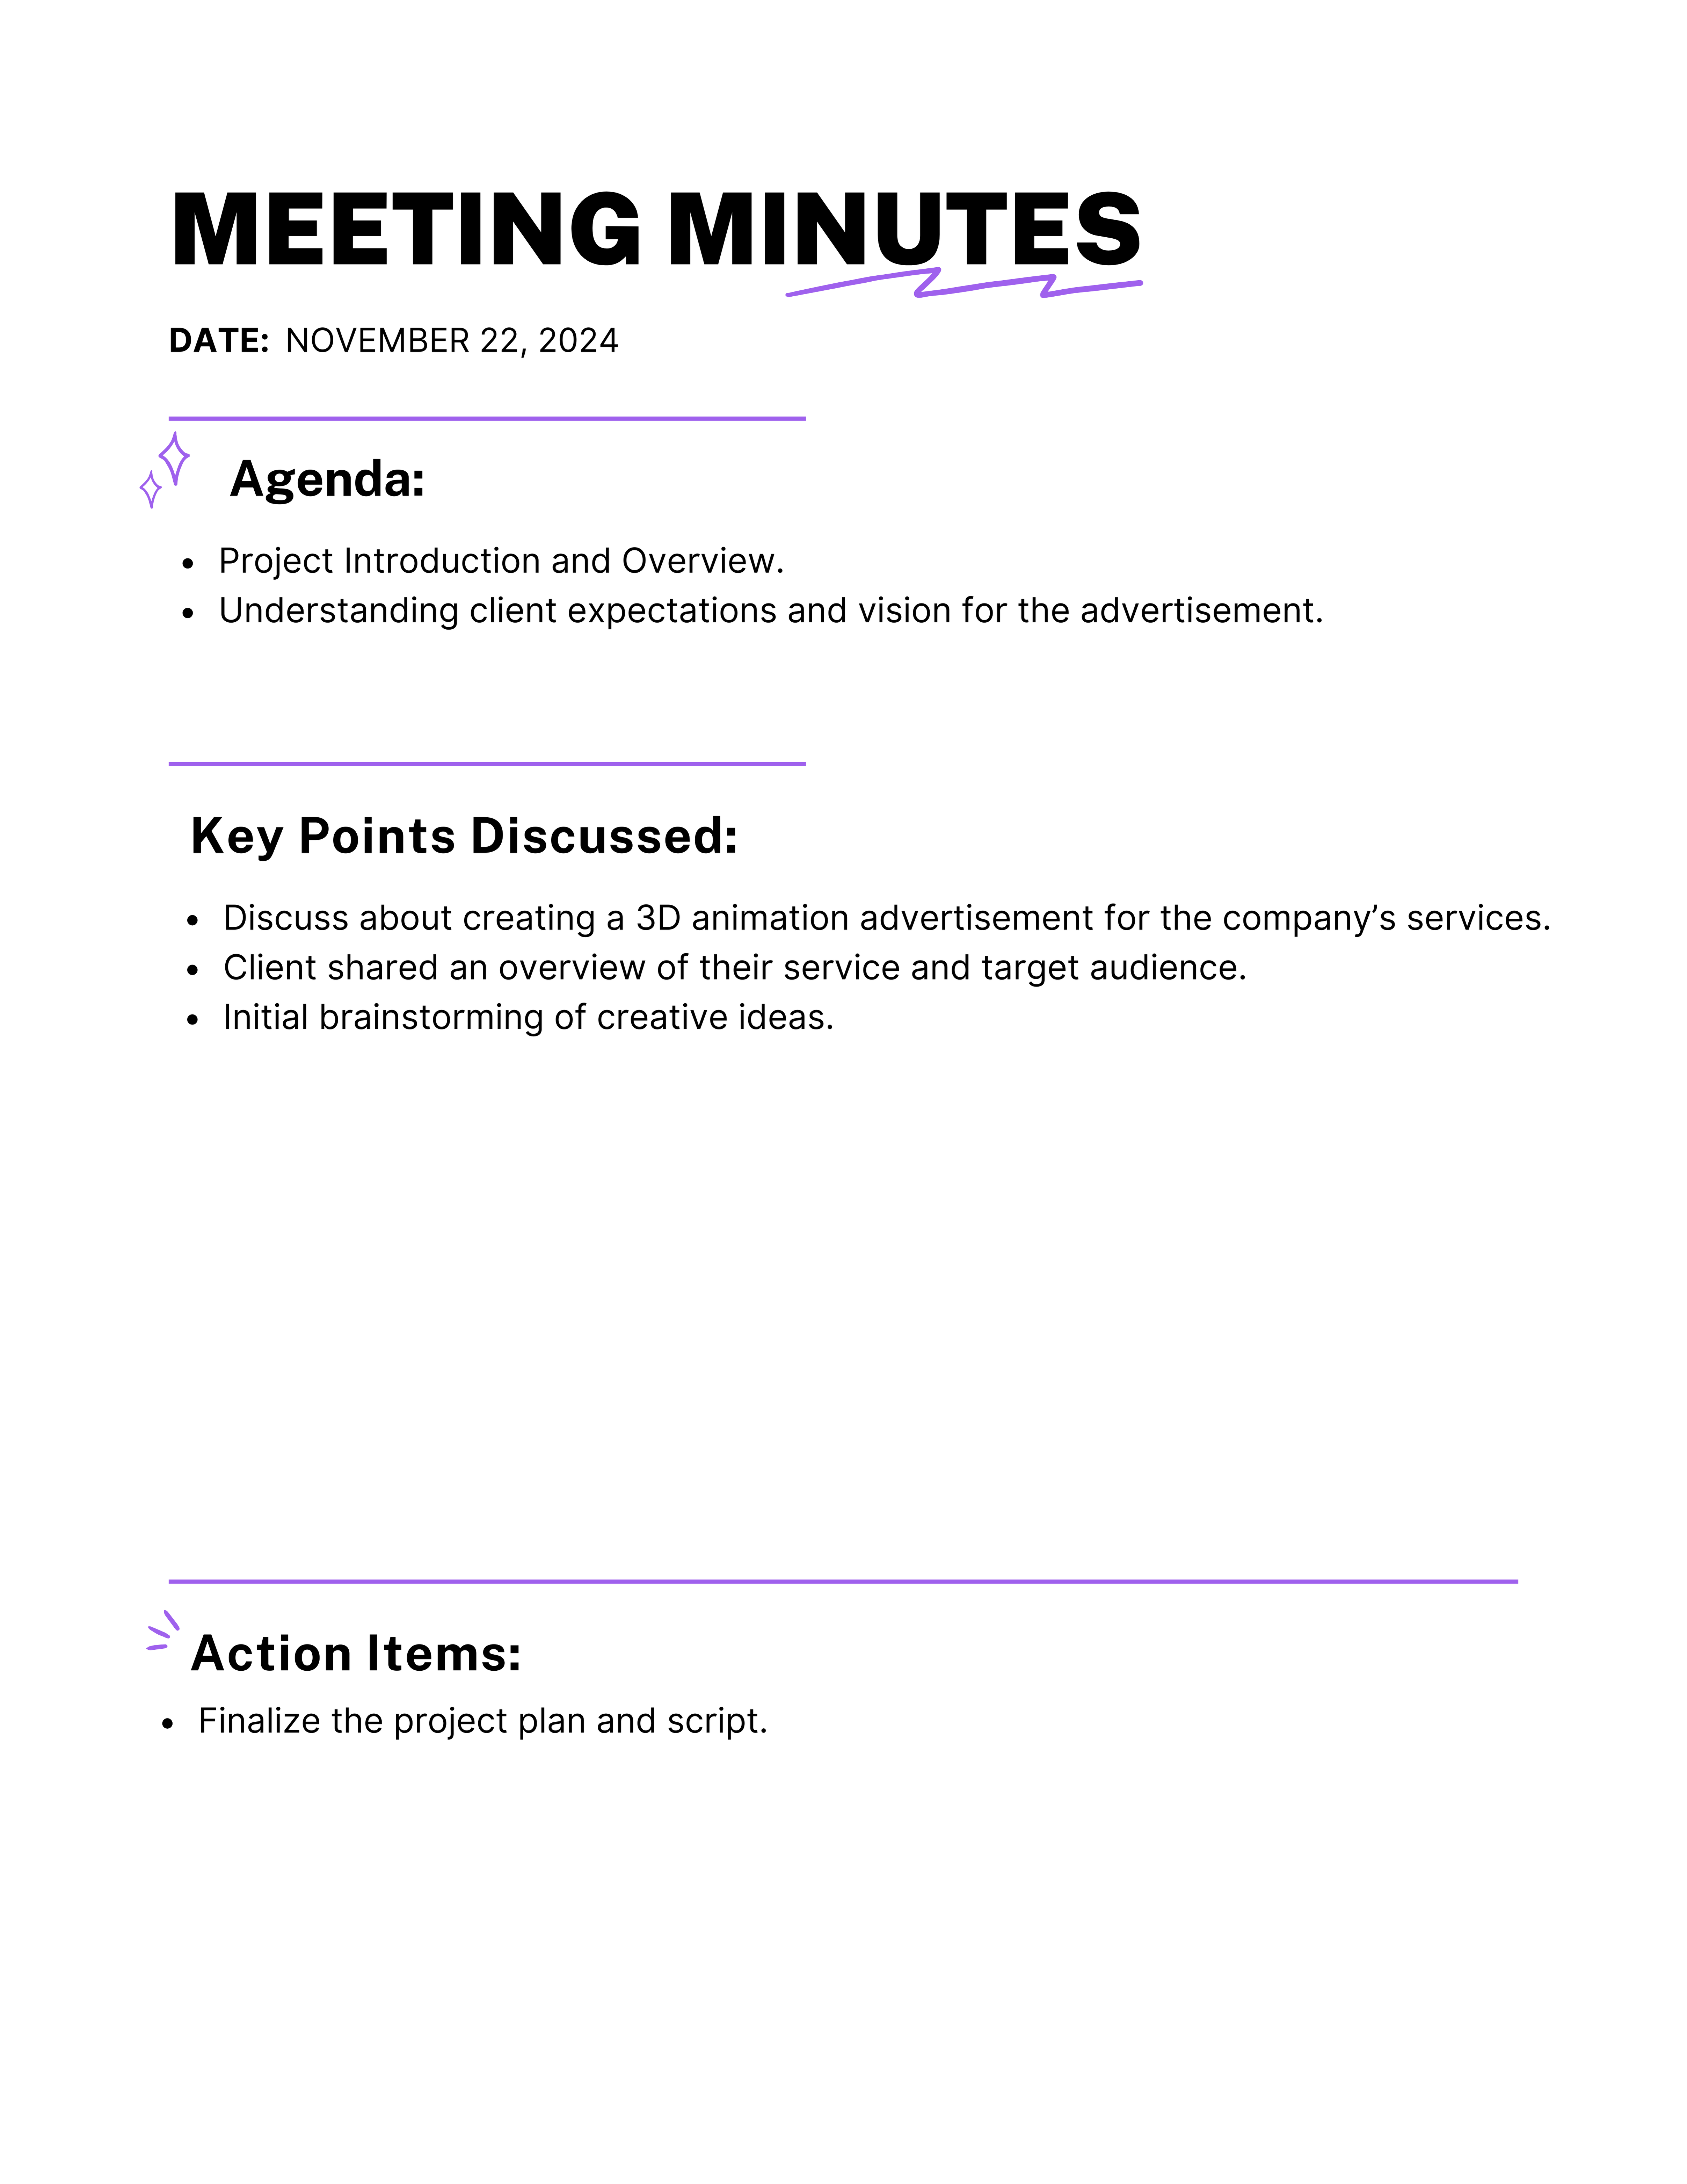 MEETING MINUTES
DATE: NOVEMBER 22, 2024
Agenda:
• Project Introduction and Overview.
• Understanding client expectations and vision for the advertisement.
Key Points Discussed:
• Discuss about creating a 3D animation advertisement for the company’s services.
• Client shared an overview of their service and target audience.
• Initial brainstorming of creative ideas.
Action Items:
• Finalize the project plan and script.